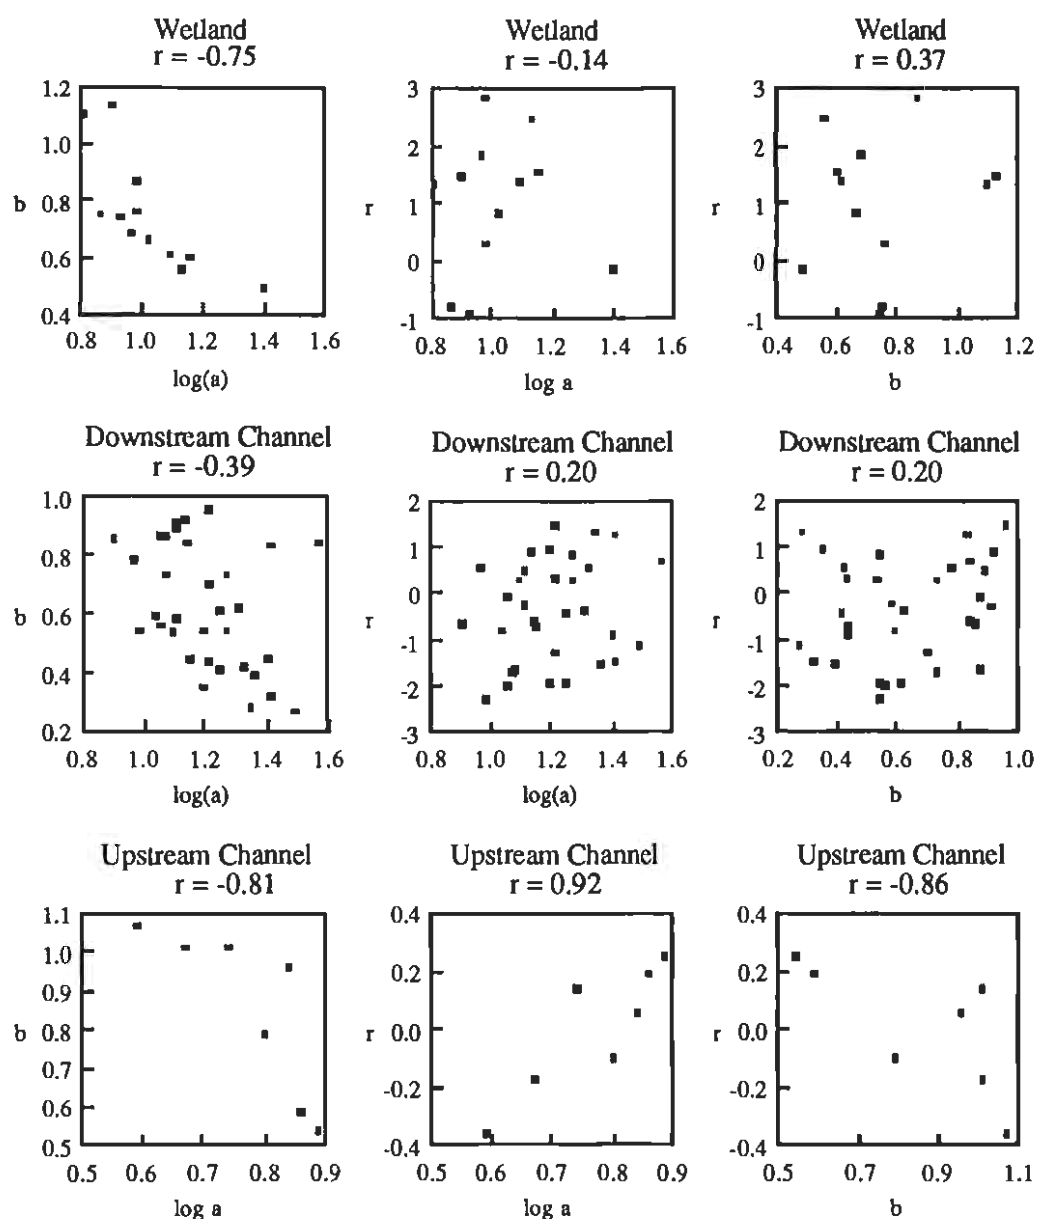 Wetland
r = -0.75
1.2
1.0
b 0.8
0.6
0.4
0.8 1.0 1.2 1.4 1.6
log(a)
Wetland
r = -0.14
3
2
r 1
0
-1
0.8 1.0 1.2 1.4 1.6
log a
Wetland
r = 0.37
3
2
r 1
0
-1
0.4 0.6 0.8 1.0 1.2
b
Downstream Channel
r = -0.39
1.0
0.8
b 0.6
0.4
0.2
0.8 1.0 1.2 1.4 1.6
log(a)
Downstream Channel
r = 0.20
2
1
0
r -1
-2
-3
0.8 1.0 1.2 1.4 1.6
log(a)
Downstream Channel
r = 0.20
2
1
0
r -1
-2
-3
0.2 0.4 0.6 0.8 1.0
b
Upstream Channel
r = -0.81
1.1
1.0
0.9
b 0.8
0.7
0.6
0.5
0.5 0.6 0.7 0.8 0.9
log a
Upstream Channel
r = 0.92
0.4
0.2
r 0.0
-0.2
-0.4
0.5 0.6 0.7 0.8 0.9
log a
Upstream Channel
r = -0.86
0.4
0.2
r 0.0
-0.2
-0.4
0.5 0.7 0.9 1.1
b